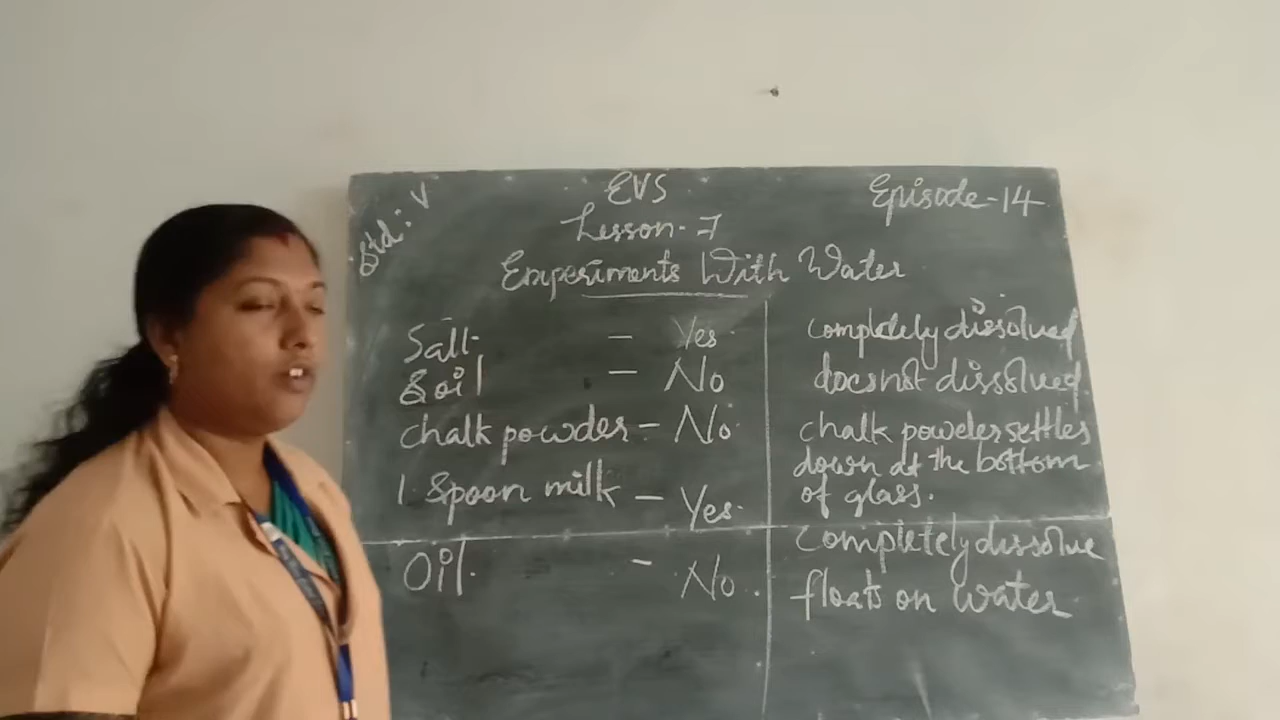 Std: V
EVS
Episode-14
Lesson-7
Experiments With Water
Salt - Yes completely dissolved
Soil - No does not dissolved
chalk powder - No chalk powder settles
down at the bottom
of glass.
1 Spoon milk - Yes completely dissolve
Oil - No floats on water